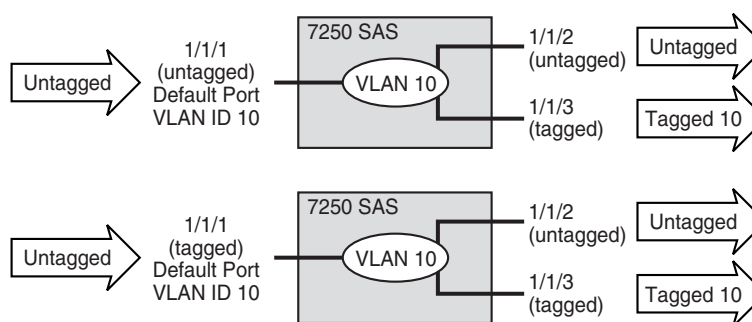 7250 SAS
1/1/1
(untagged)
Default Port
VLAN ID 10
Untagged
VLAN 10
1/1/2
(untagged)
Untagged
1/1/3
(tagged)
Tagged 10
7250 SAS
1/1/1
(tagged)
Default Port
VLAN ID 10
Untagged
VLAN 10
1/1/2
(untagged)
Untagged
1/1/3
(tagged)
Tagged 10